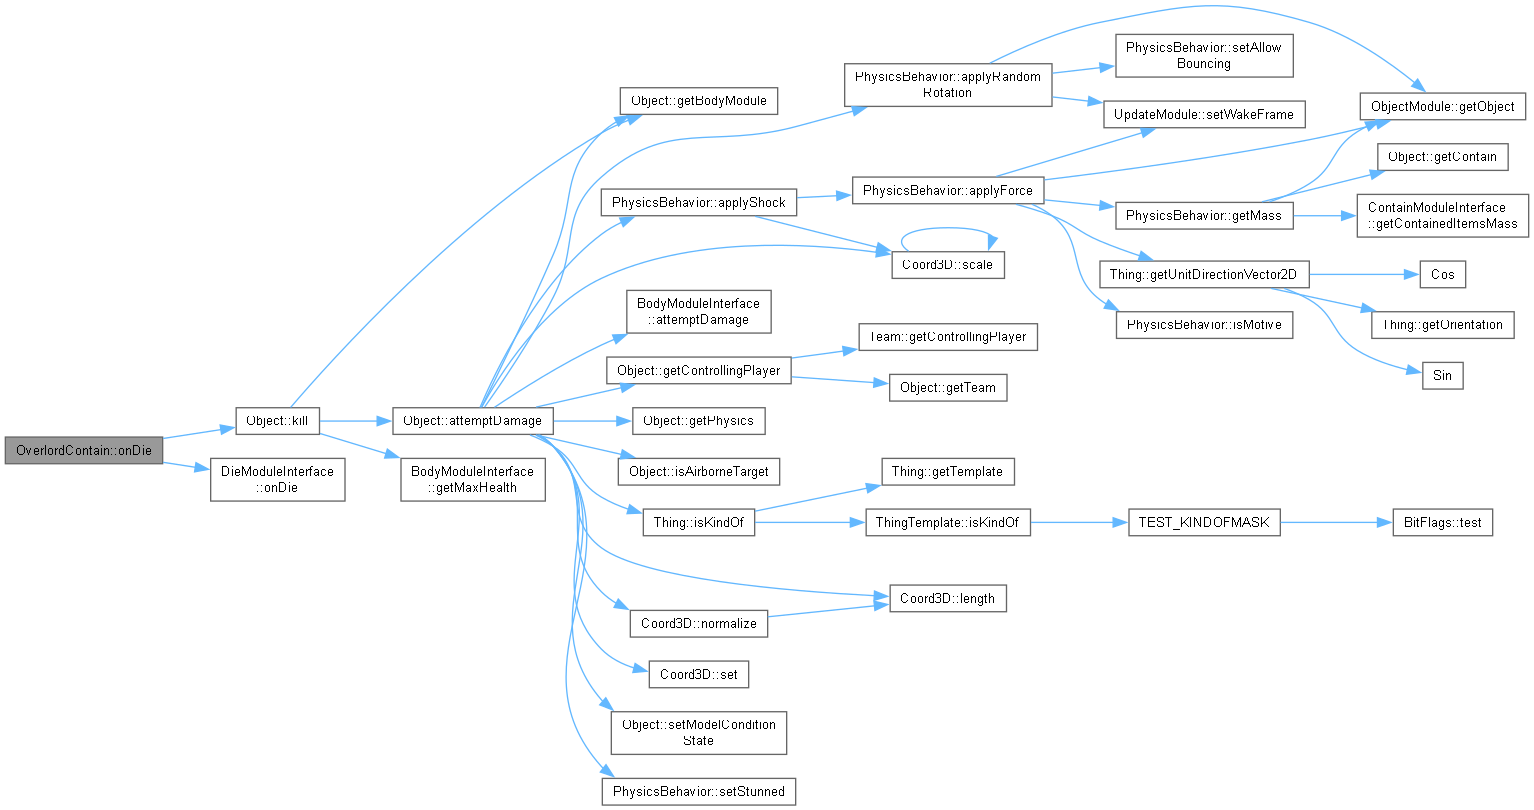 OverlordContain::onDie
Object::kill
DieModuleInterface
::onDie
Object::attemptDamage
BodyModuleInterface
::getMaxHealth
Object::getBodyModule
PhysicsBehavior::applyShock
BodyModuleInterface
::attemptDamage
Object::getControllingPlayer
Object::getPhysics
Object::isAirborneTarget
Thing::isKindOf
Coord3D::normalize
Coord3D::set
Object::setModelCondition
State
PhysicsBehavior::setStunned
PhysicsBehavior::applyRandom
Rotation
PhysicsBehavior::applyForce
Coord3D::scale
Team::getControllingPlayer
Object::getTeam
Thing::getTemplate
ThingTemplate::isKindOf
Coord3D::length
PhysicsBehavior::setAllow
Bouncing
UpdateModule::setWakeFrame
PhysicsBehavior::getMass
Thing::getUnitDirectionVector2D
PhysicsBehavior::isMotive
TEST_KINDOFMASK
ObjectModule::getObject
Object::getContain
ContainModuleInterface
::getContainedItemsMass
Cos
Thing::getOrientation
Sin
BitFlags::test